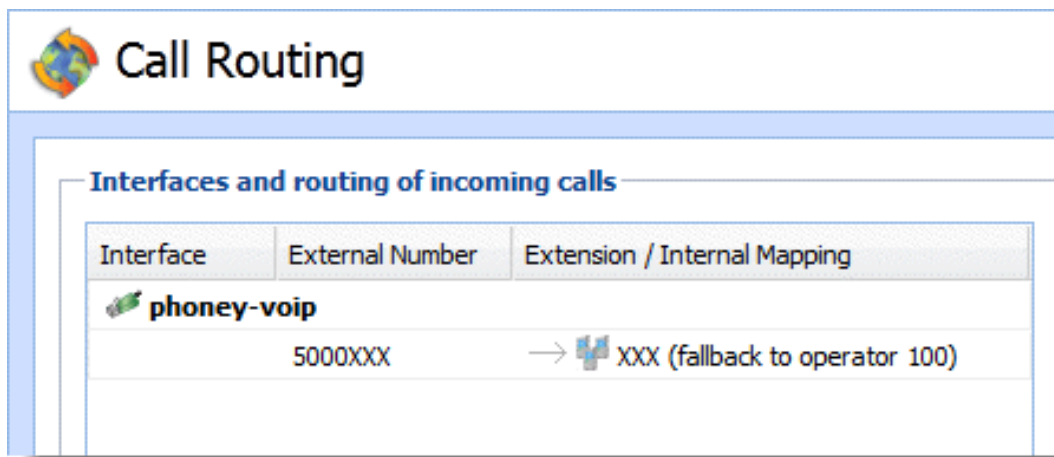 Call Routing
Interfaces and routing of incoming calls
Interface External Number Extension / Internal Mapping
phoney-voip
5000XXX XXX (fallback to operator 100)